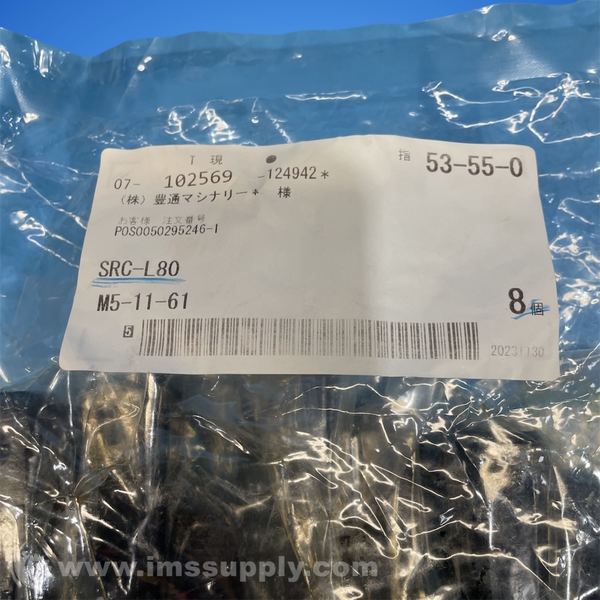 T 現 指 53-55-0
07- 102569 -124942*
(株) 豊通マシナリー* 様
お客様 注文番号
POS0050295246-1
SRC-L80
M5-11-61 8個
5
20231130
www.imssupply.com